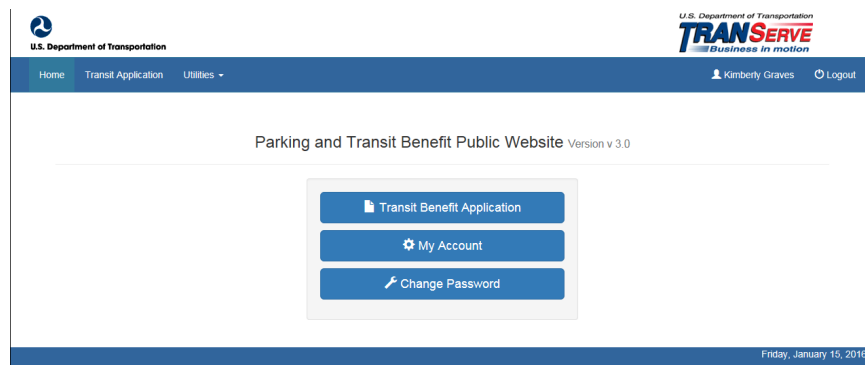 U.S. Department of Transportation
U.S. Department of Transportation
TRANSERVE
Business in motion
Home Transit Application Utilities Kimberly Graves Logout
Parking and Transit Benefit Public Website Version v 3.0
Transit Benefit Application
My Account
Change Password
Friday, January 15, 2016